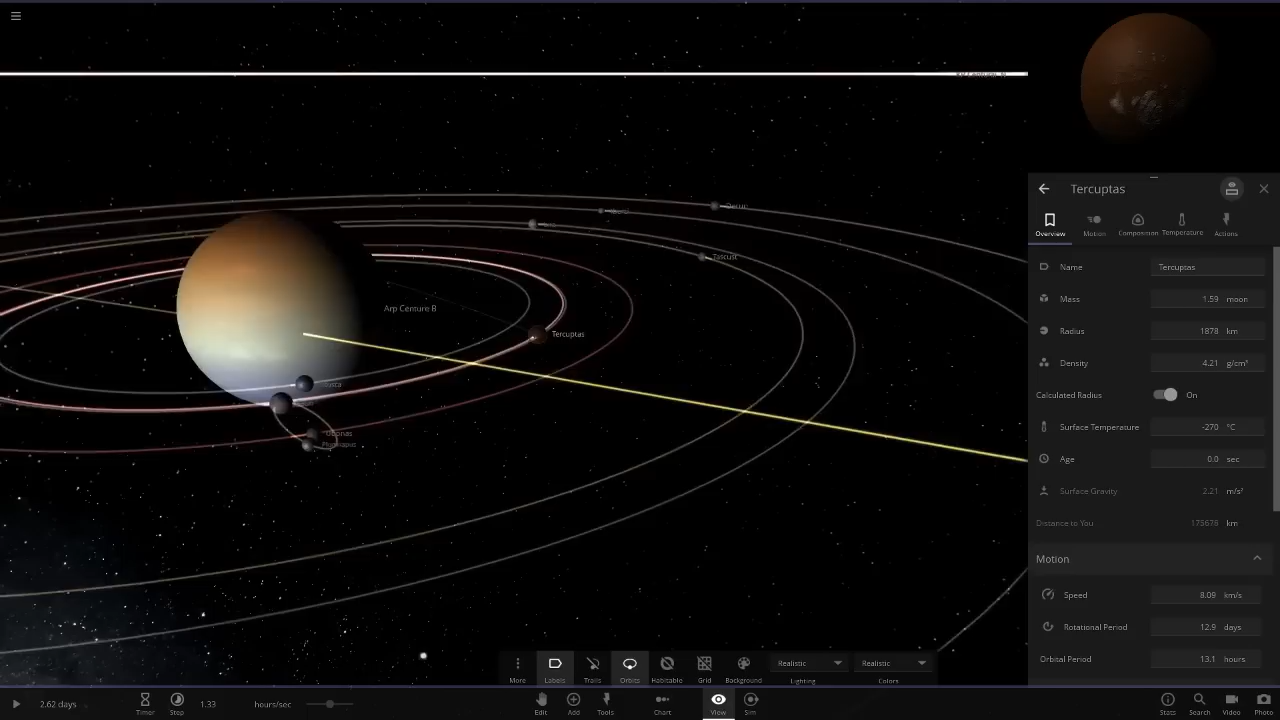 Tercuptas
Overview
Motion
Composition
Temperature
Actions
Name Tercuptas
Mass 1.59 moon
Radius 1878 km
Density 4.21 g/cm³
Calculated Radius On
Surface Temperature -270 °C
Age 0.0 sec
Surface Gravity 2.21 m/s²
Distance to You 175678 km
Motion
Speed 8.09 km/s
Rotational Period 12.9 days
Orbital Period 13.1 hours
Tascust
Arp Centure B
Tercuptas
More
Labels
Trails
Orbits
Habitable
Grid
Background
Realistic
Lighting
Realistic
Colors
2.62 days
Timer
Step
1.33 hours/sec
Edit
Add
Tools
Chart
View
Sim
Stats
Search
Video
Photo